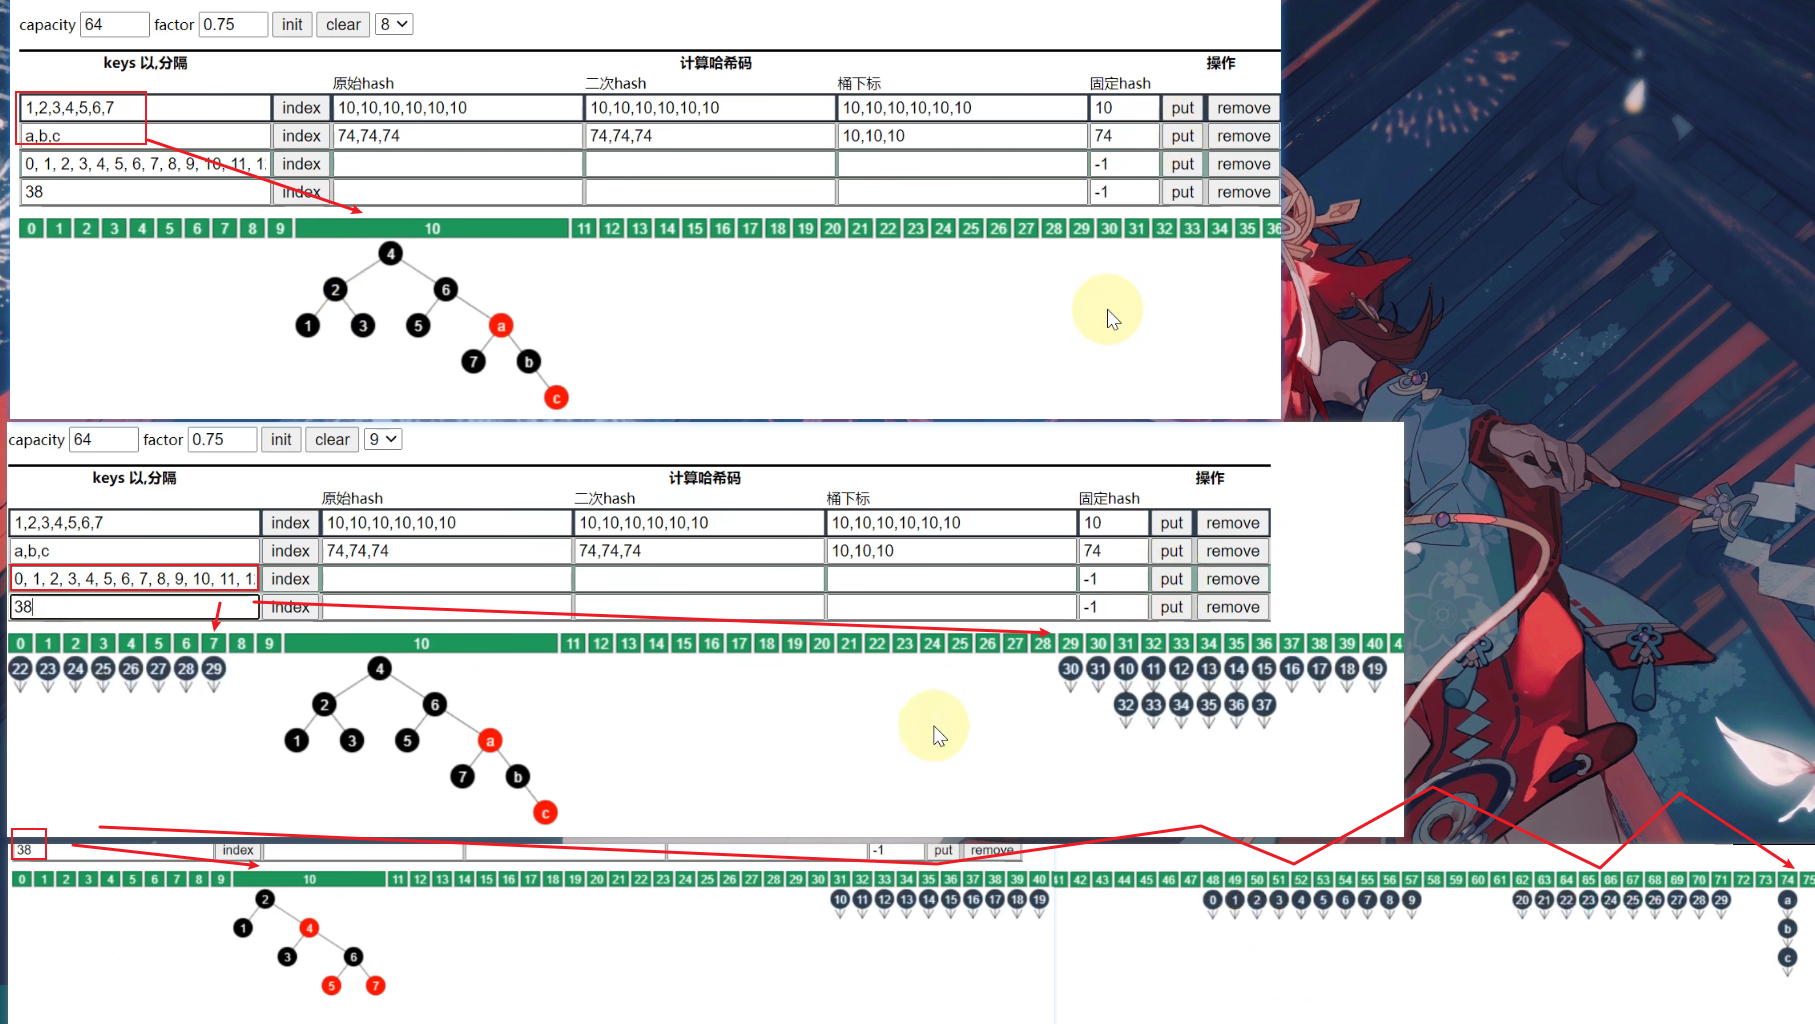 capacity 64 factor 0.75 init clear 8
keys 以,分隔 计算哈希码 操作
原始hash 二次hash 桶下标 固定hash
1,2,3,4,5,6,7 index 10,10,10,10,10,10,10 10,10,10,10,10,10,10 10,10,10,10,10,10,10 10 put remove
a,b,c index 74,74,74 74,74,74 10,10,10 74 put remove
0, 1, 2, 3, 4, 5, 6, 7, 8, 9, 10, 11, 1 index -1 put remove
38 index -1 put remove
0 1 2 3 4 5 6 7 8 9 10 11 12 13 14 15 16 17 18 19 20 21 22 23 24 25 26 27 28 29 30 31 32 33 34 35 36
4
2 6
1 3 5 a
7 b
c
capacity 64 factor 0.75 init clear 9
keys 以,分隔 计算哈希码 操作
原始hash 二次hash 桶下标 固定hash
1,2,3,4,5,6,7 index 10,10,10,10,10,10,10 10,10,10,10,10,10,10 10,10,10,10,10,10,10 10 put remove
a,b,c index 74,74,74 74,74,74 10,10,10 74 put remove
0, 1, 2, 3, 4, 5, 6, 7, 8, 9, 10, 11, 1 index -1 put remove
38 index -1 put remove
0 1 2 3 4 5 6 7 8 9 10 11 12 13 14 15 16 17 18 19 20 21 22 23 24 25 26 27 28 29 30 31 32 33 34 35 36 37 38 39 40 4
22 23 24 25 26 27 28 29 4 30 31 10 11 12 13 14 15 16 17 18 19
2 6 32 33 34 35 36 37
1 3 5 a
7 b
c
38 index -1 put remove
0 1 2 3 4 5 6 7 8 9 10 11 12 13 14 15 16 17 18 19 20 21 22 23 24 25 26 27 28 29 30 31 32 33 34 35 36 37 38 39 40 41 42 43 44 45 46 47 48 49 50 51 52 53 54 55 56 57 58 59 60 61 62 63 64 65 66 67 68 69 70 71 72 73 74 75
2 10 11 12 13 14 15 16 17 18 19 0 1 2 3 4 5 6 7 8 9 20 21 22 23 24 25 26 27 28 29 a
1 4 b
3 6 c
5 7